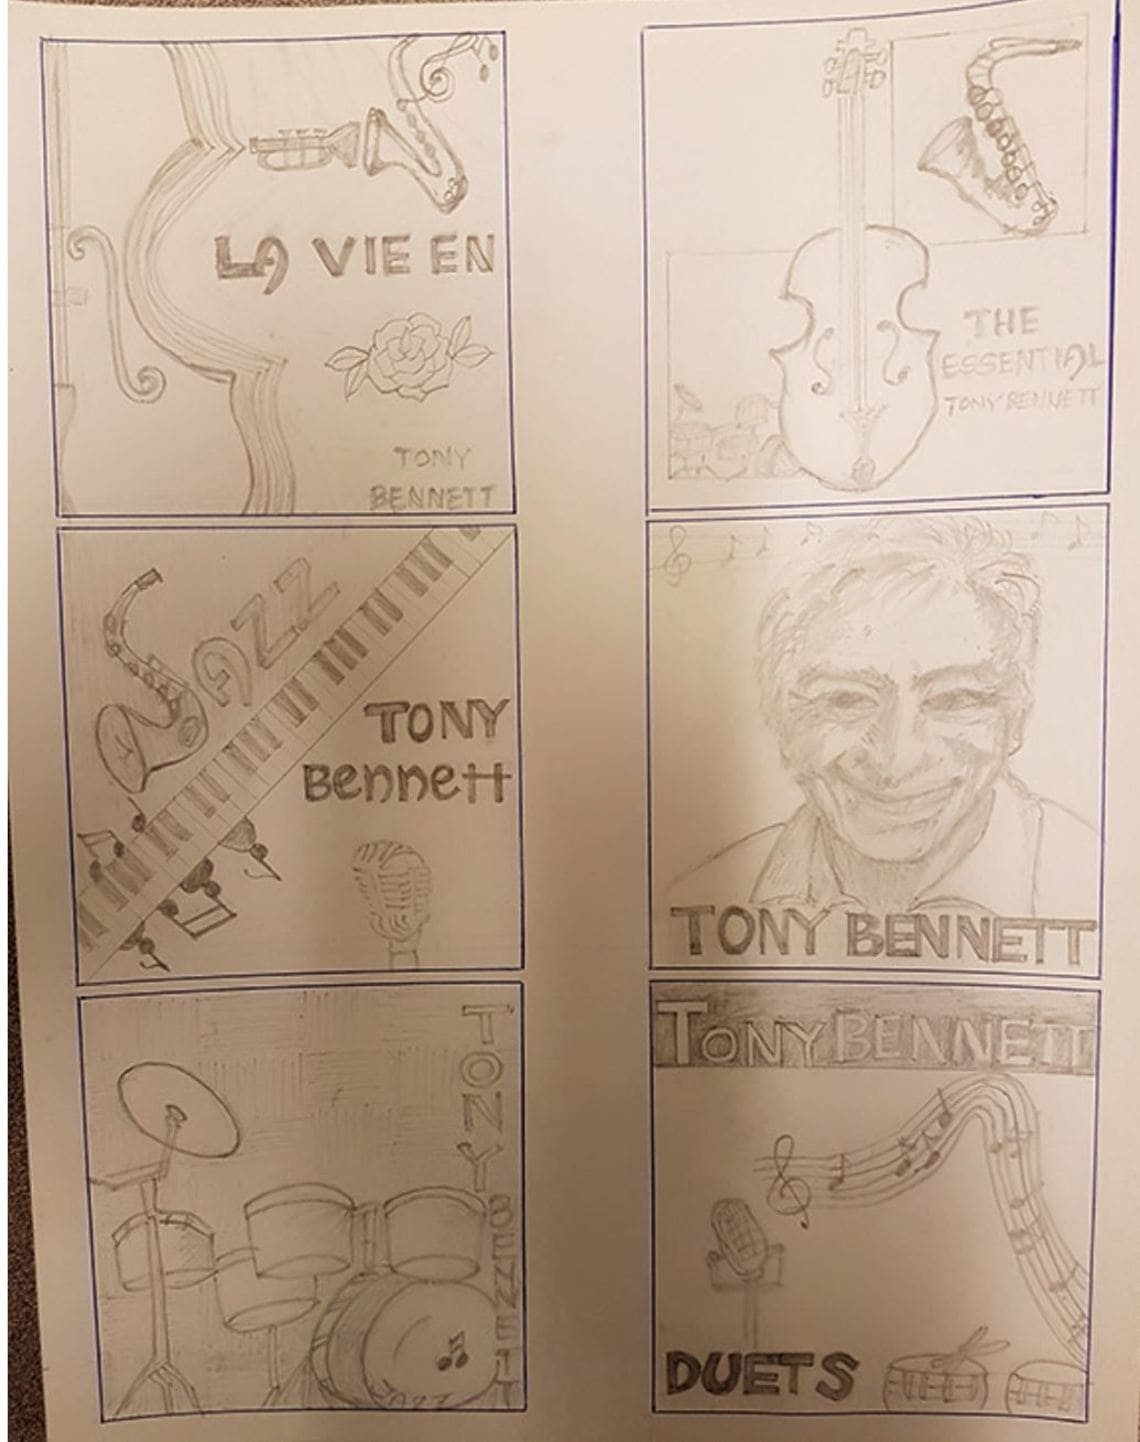 LA VIE EN
TONY
BENNETT
THE
ESSENTIAL
TONY BENNETT
JAZZ
TONY
Bennett
TONY BENNETT
TONY BENNETT
JAZZ
TONY BENNETT
DUETS